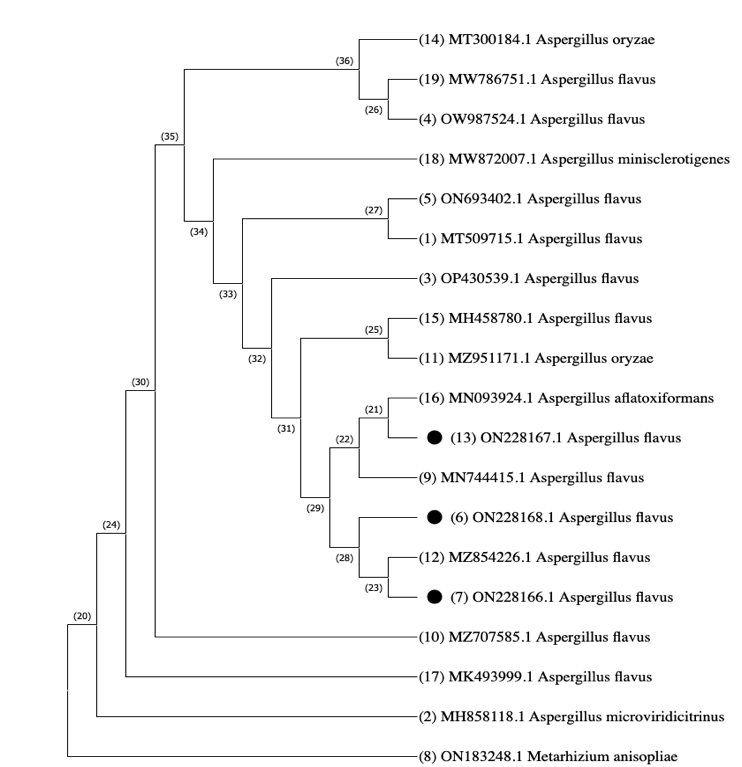 (14) MT300184.1 Aspergillus oryzae
(36)
(19) MW786751.1 Aspergillus flavus
(26)
(4) OW987524.1 Aspergillus flavus
(35)
(18) MW872007.1 Aspergillus minisclerotigenes
(5) ON693402.1 Aspergillus flavus
(27)
(34)
(1) MT509715.1 Aspergillus flavus
(3) OP430539.1 Aspergillus flavus
(33)
(15) MH458780.1 Aspergillus flavus
(25)
(32)
(11) MZ951171.1 Aspergillus oryzae
(30)
(16) MN093924.1 Aspergillus aflatoxiformans
(21)
(31)
(13) ON228167.1 Aspergillus flavus
(22)
(9) MN744415.1 Aspergillus flavus
(29)
(6) ON228168.1 Aspergillus flavus
(24)
(28)
(12) MZ854226.1 Aspergillus flavus
(23)
(7) ON228166.1 Aspergillus flavus
(20)
(10) MZ707585.1 Aspergillus flavus
(17) MK493999.1 Aspergillus flavus
(2) MH858118.1 Aspergillus microviridicitrinus
(8) ON183248.1 Metarhizium anisopliae